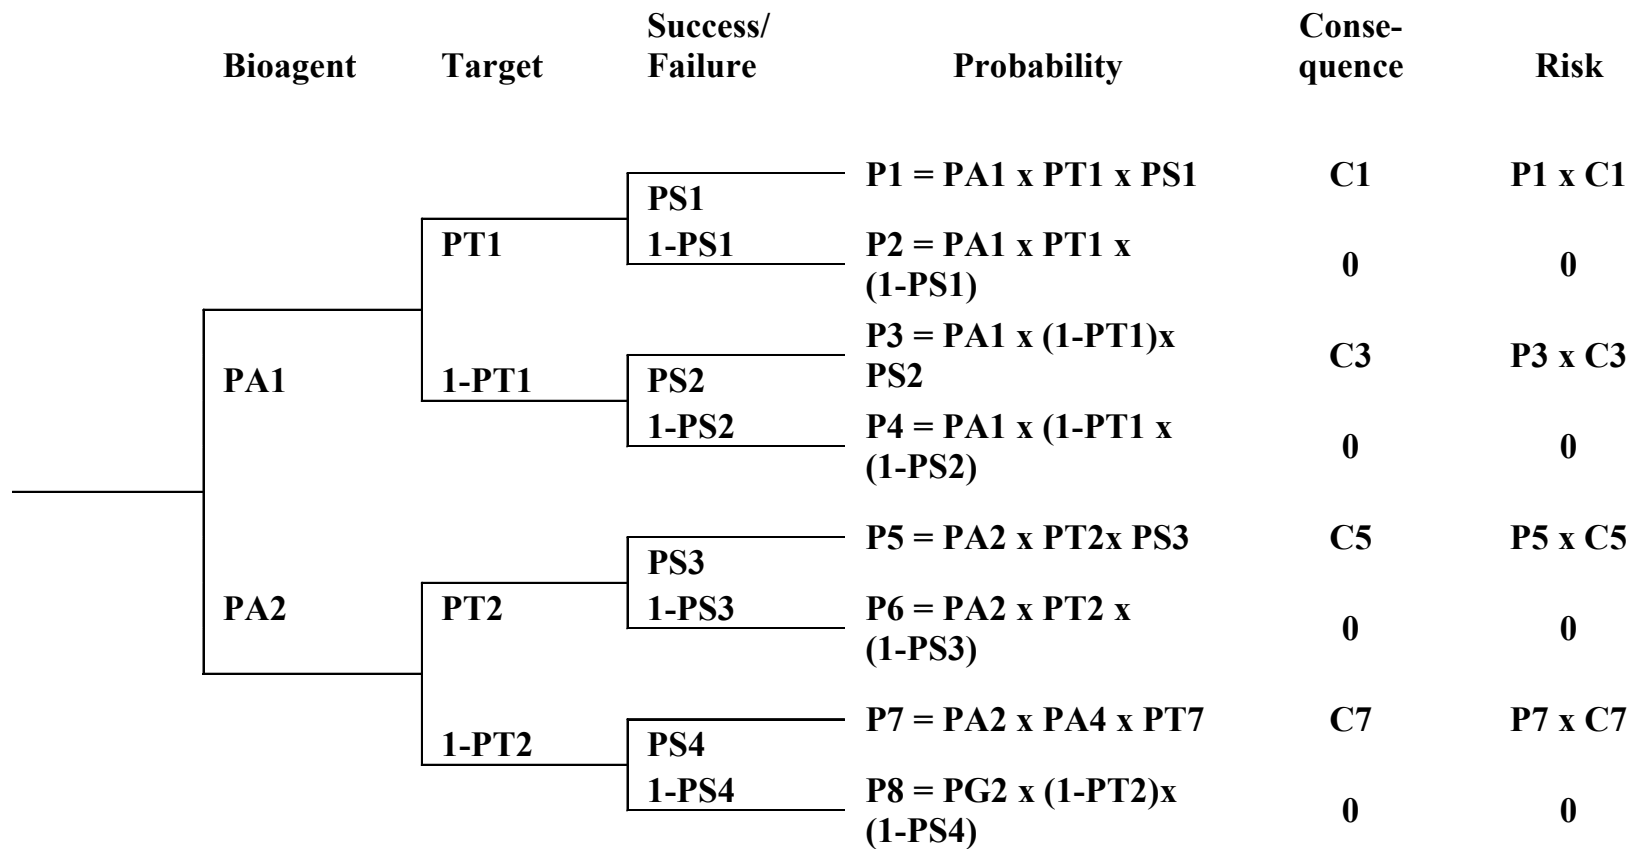 Success/
Conse-
Bioagent Target Failure Probability quence Risk
P1 = PA1 x PT1 x PS1 C1 P1 x C1
PS1
PT1 1-PS1 P2 = PA1 x PT1 x
0 0
(1-PS1)
P3 = PA1 x (1-PT1)x
C3 P3 x C3
PA1 1-PT1 PS2 PS2
1-PS2 P4 = PA1 x (1-PT1 x
0 0
(1-PS2)
P5 = PA2 x PT2x PS3 C5 P5 x C5
PS3
PA2 PT2 1-PS3 P6 = PA2 x PT2 x
0 0
(1-PS3)
P7 = PA2 x PA4 x PT7 C7 P7 x C7
1-PT2 PS4
1-PS4 P8 = PG2 x (1-PT2)x
0 0
(1-PS4)